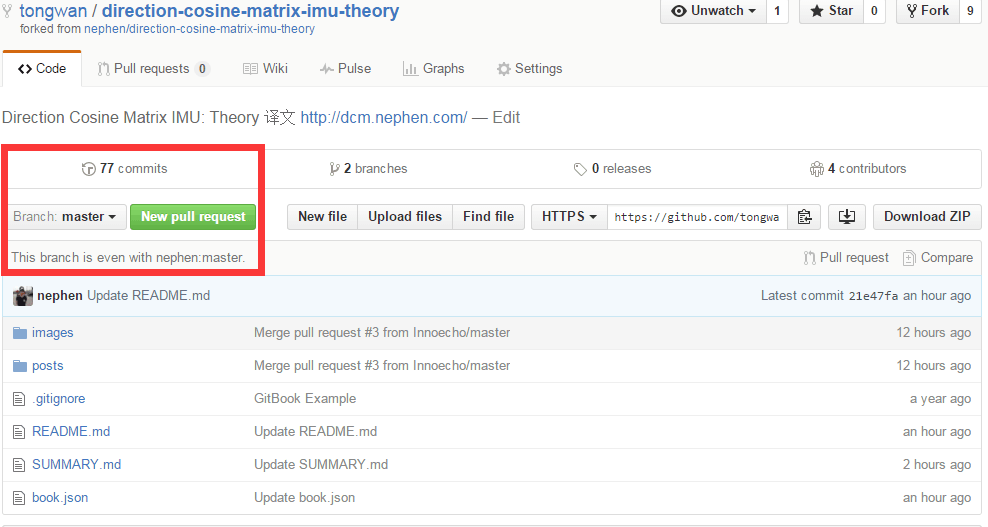 tongwan / direction-cosine-matrix-imu-theory
Unwatch 1 Star 0 Fork 9
forked from nephen/direction-cosine-matrix-imu-theory
Code Pull requests 0 Wiki Pulse Graphs Settings
Direction Cosine Matrix IMU: Theory 译文 http://dcm.nephen.com/ — Edit
77 commits 2 branches 0 releases 4 contributors
Branch: master New pull request New file Upload files Find file HTTPS https://github.com/tongwa Download ZIP
This branch is even with nephen:master. Pull request Compare
nephen Update README.md Latest commit 21e47fa an hour ago
images Merge pull request #3 from Innoecho/master 12 hours ago
posts Merge pull request #3 from Innoecho/master 12 hours ago
.gitignore GitBook Example a year ago
README.md Update README.md an hour ago
SUMMARY.md Update SUMMARY.md 2 hours ago
book.json Update book.json an hour ago